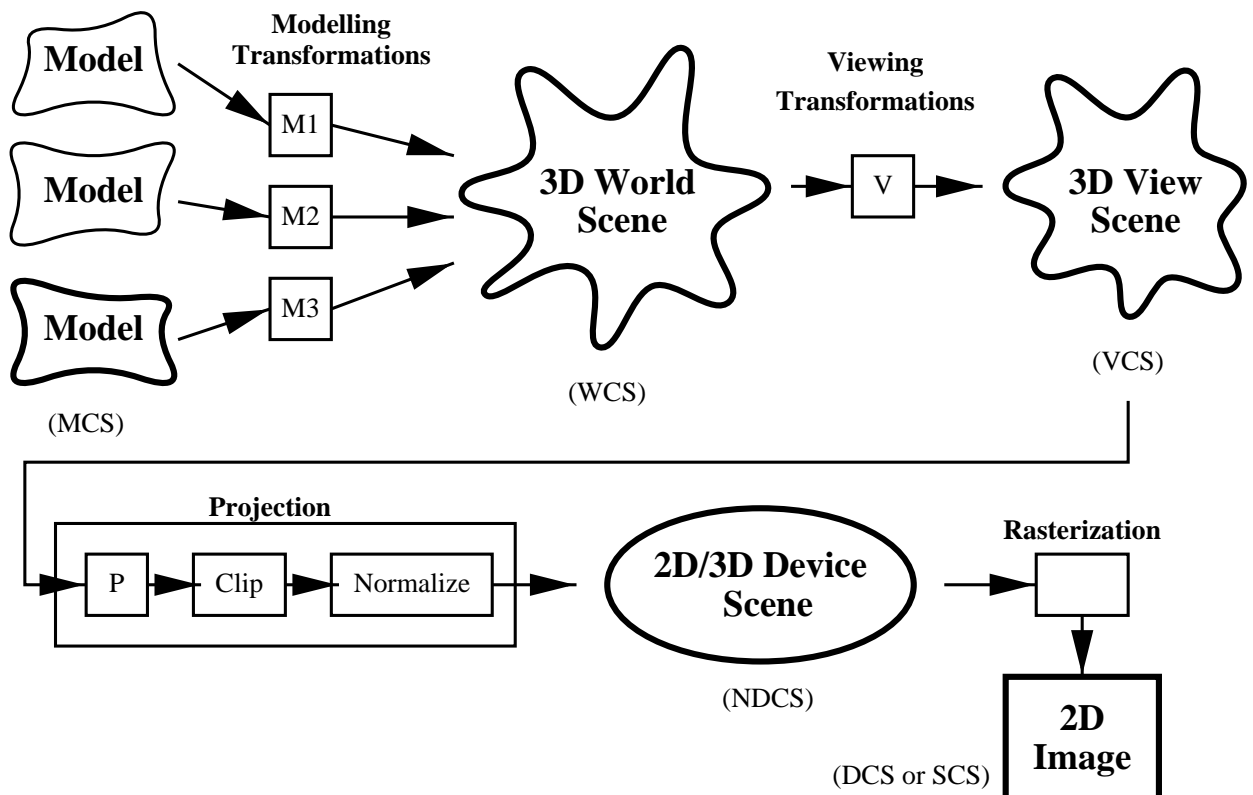 Model
Modelling
Transformations
M1
Model
M2
Model
M3
(MCS)
3D World
Scene
(WCS)
Viewing
Transformations
V
3D View
Scene
(VCS)
Projection
P
Clip
Normalize
2D/3D Device
Scene
(NDCS)
Rasterization
2D
Image
(DCS or SCS)